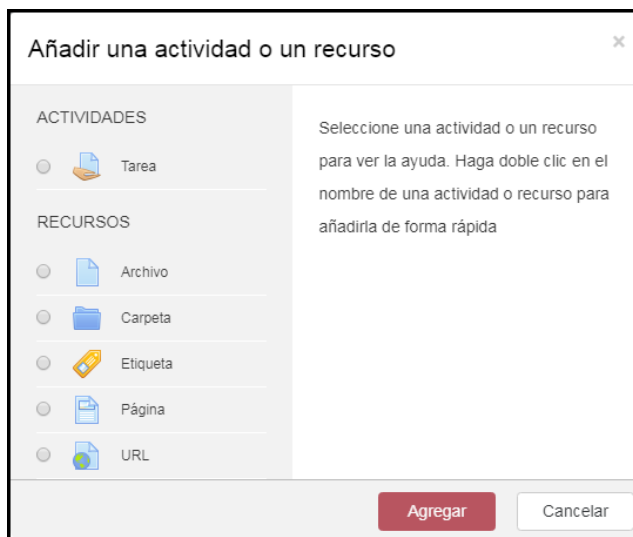 Añadir una actividad o un recurso
×
ACTIVIDADES
Tarea
RECURSOS
Archivo
Carpeta
Etiqueta
Página
URL
Seleccione una actividad o un recurso
para ver la ayuda. Haga doble clic en el
nombre de una actividad o recurso para
añadirla de forma rápida
Agregar
Cancelar